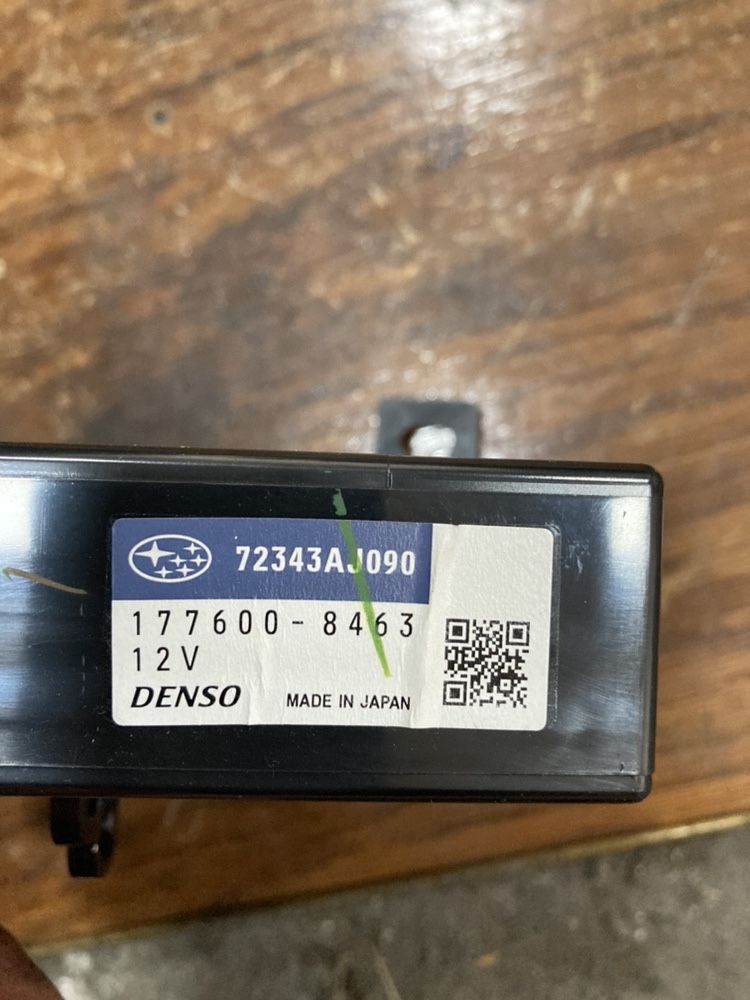 72343AJ090
177600-8463
12V
DENSO
MADE IN JAPAN